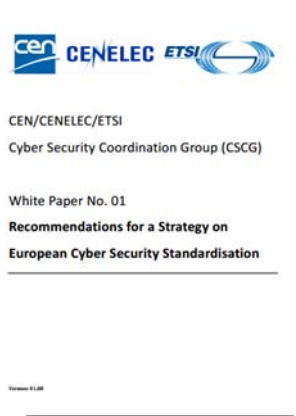 cen CENELEC ETSI
CEN/CENELEC/ETSI
Cyber Security Coordination Group (CSCG)
White Paper No. 01
Recommendations for a Strategy on
European Cyber Security Standardisation